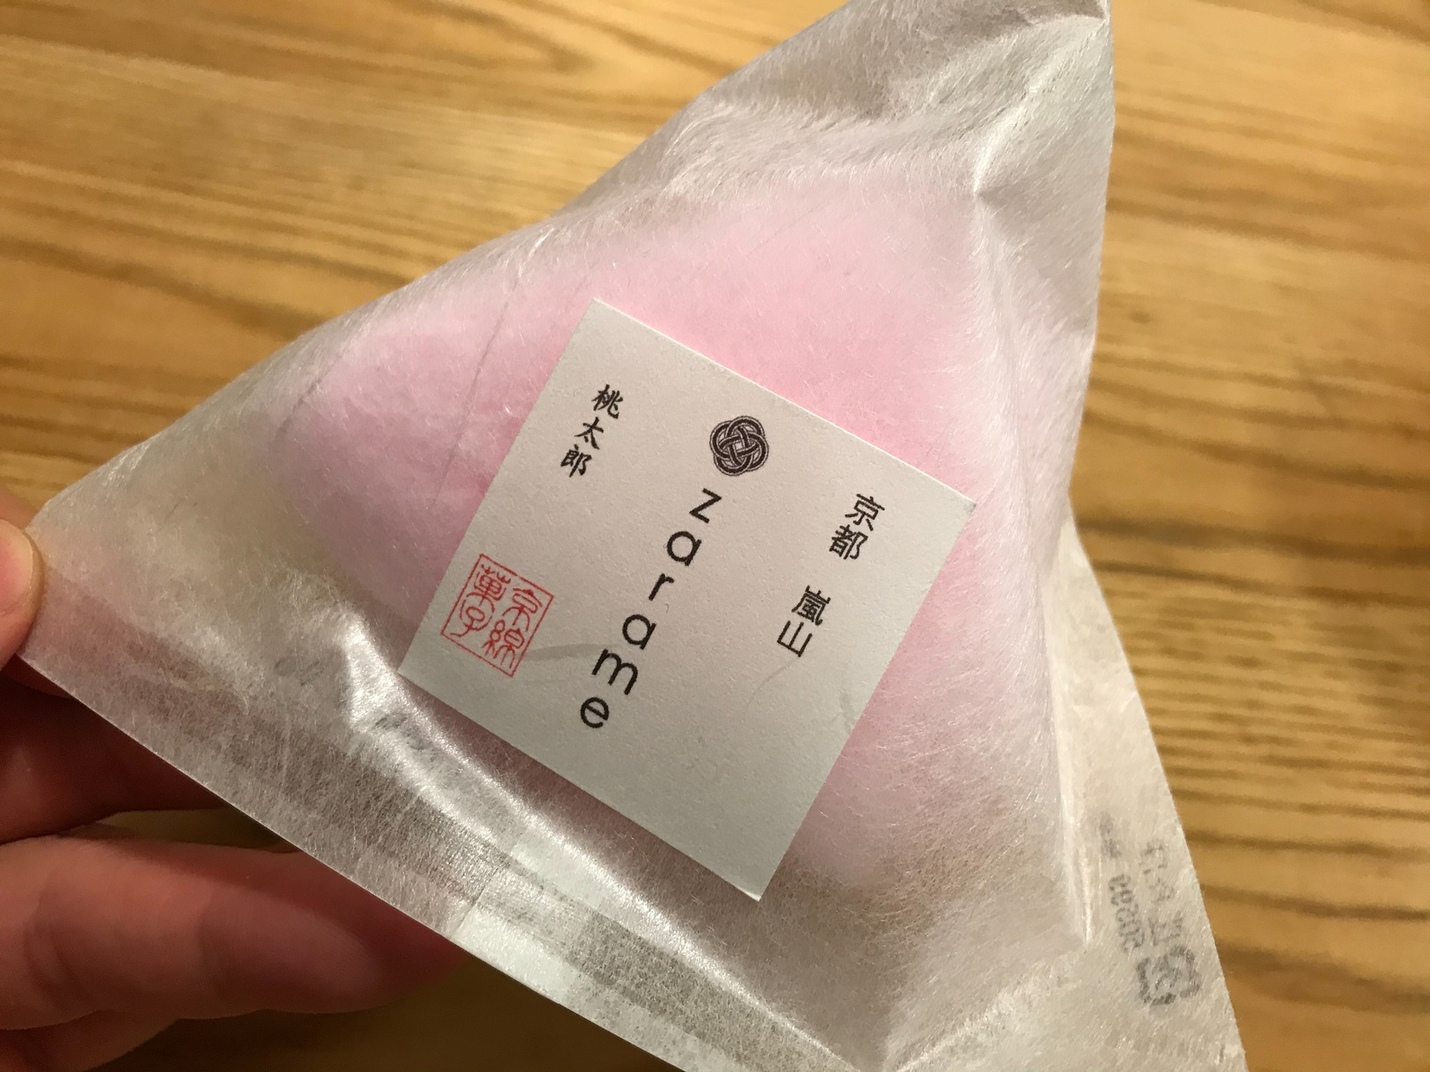 京都 嵐山
zarame
桃太郎
京綿
菓子